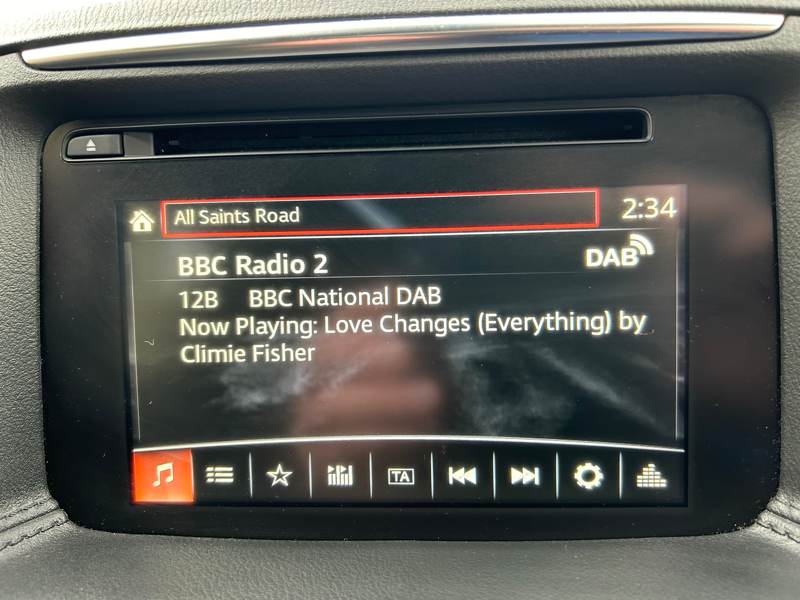 All Saints Road 2:34
BBC Radio 2 DAB
12B BBC National DAB
Now Playing: Love Changes (Everything) by
Climie Fisher
TA